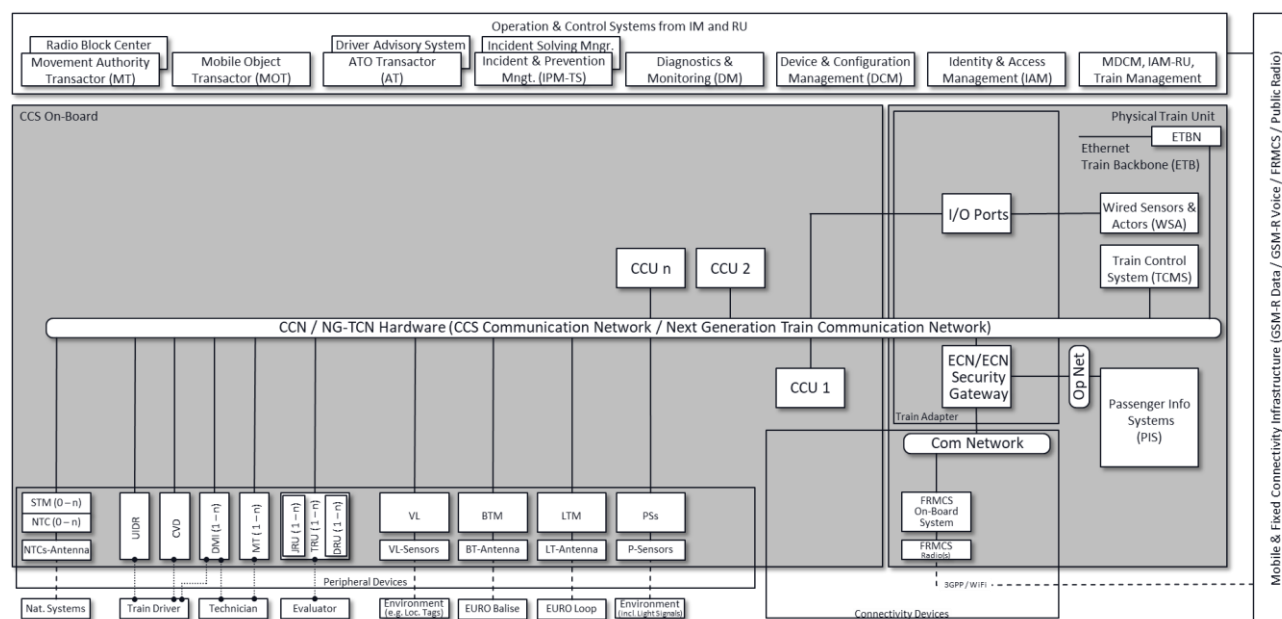 Operation & Control Systems from IM and RU
Radio Block Center
Movement Authority
Transactor (MT)
Mobile Object
Transactor (MOT)
Driver Advisory System
ATO Transactor
(AT)
Incident Solving Mngr.
Incident & Prevention
Mngt. (IPM-TS)
Diagnostics &
Monitoring (DM)
Device & Configuration
Management (DCM)
Identity & Access
Management (IAM)
MDCM, IAM-RU,
Train Management
Mobile & Fixed Connectivity Infrastructure (GSM-R Data / GSM-R Voice / FRMCS / Public Radio)
CCS On-Board
Physical Train Unit
ETBN
Ethernet
Train Backbone (ETB)
I/O Ports
Wired Sensors &
Actors (WSA)
CCU n
CCU 2
Train Control
System (TCMS)
CCN / NG-TCN Hardware (CCS Communication Network / Next Generation Train Communication Network)
CCU 1
ECN/ECN
Security
Gateway
Op Net
Passenger Info
Systems
(PIS)
Train Adapter
Com Network
STM (0 – n)
NTC (0 – n)
NTCs-Antenna
UIDR
CVD
DMI (1 – n)
MT (1 – n)
JRU (1 – n)
TRU (1 – n)
DRU (1 – n)
VL
VL-Sensors
BTM
BT-Antenna
LTM
LT-Antenna
PSs
P-Sensors
FRMCS
On-Board
System
FRMCS
Radio(s)
Peripheral Devices
3GPP / WiFi
Nat. Systems
Train Driver
Technician
Evaluator
Environment
(e.g. Loc. Tags)
EURO Balise
EURO Loop
Environment
(incl. Light Signals)
Connectivity Devices